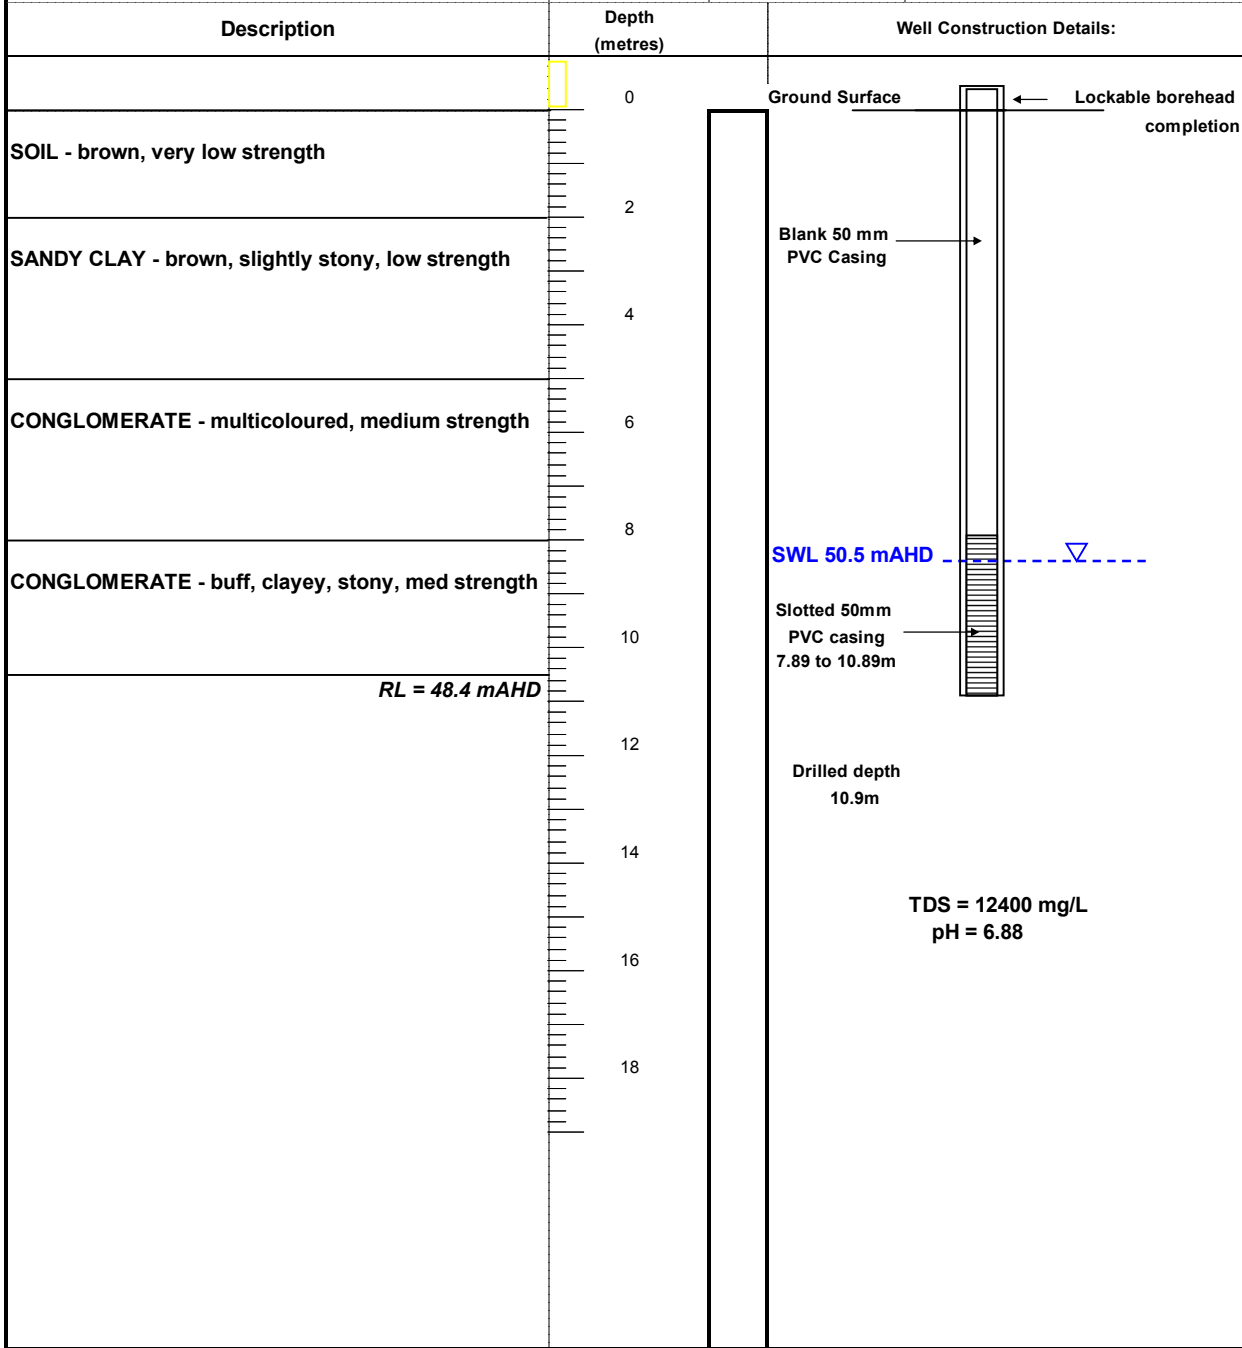 Description
Depth
(metres)
Well Construction Details:
0
Ground Surface
Lockable borehead
completion
SOIL - brown, very low strength
2
Blank 50 mm
PVC Casing
SANDY CLAY - brown, slightly stony, low strength
4
CONGLOMERATE - multicoloured, medium strength
6
8
SWL 50.5 mAHD
CONGLOMERATE - buff, clayey, stony, med strength
Slotted 50mm
PVC casing
7.89 to 10.89m
10
RL = 48.4 mAHD
12
Drilled depth
10.9m
14
TDS = 12400 mg/L
pH = 6.88
16
18